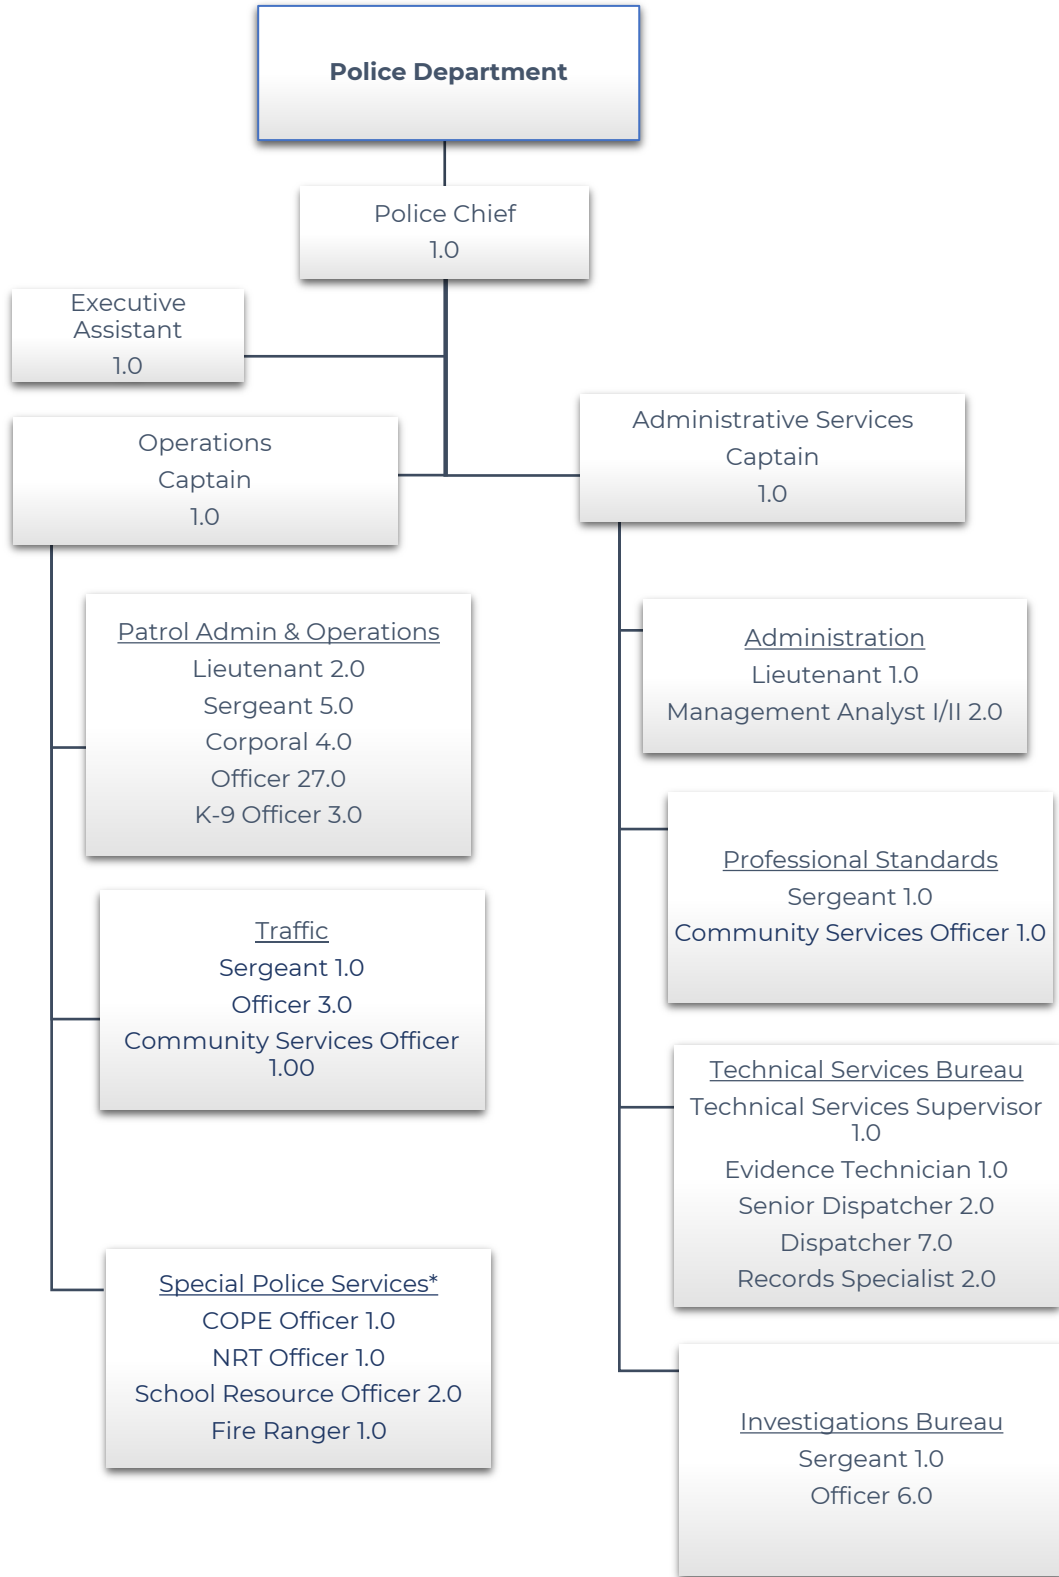 Police Department
Police Chief
1.0
Executive
Assistant
1.0
Operations
Captain
1.0
Administrative Services
Captain
1.0
Patrol Admin & Operations
Lieutenant 2.0
Sergeant 5.0
Corporal 4.0
Officer 27.0
K-9 Officer 3.0
Traffic
Sergeant 1.0
Officer 3.0
Community Services Officer
1.00
Special Police Services*
COPE Officer 1.0
NRT Officer 1.0
School Resource Officer 2.0
Fire Ranger 1.0
Administration
Lieutenant 1.0
Management Analyst I/II 2.0
Professional Standards
Sergeant 1.0
Community Services Officer 1.0
Technical Services Bureau
Technical Services Supervisor
1.0
Evidence Technician 1.0
Senior Dispatcher 2.0
Dispatcher 7.0
Records Specialist 2.0
Investigations Bureau
Sergeant 1.0
Officer 6.0